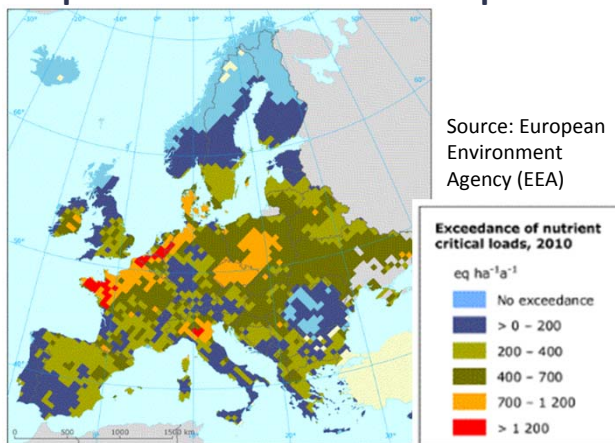 Source: European
Environment
Agency (EEA)
Exceedance of nutrient
critical loads, 2010
eq ha⁻¹a⁻¹
No exceedance
> 0 – 200
200 – 400
400 – 700
700 – 1 200
> 1 200
0 500 1000 1500 km